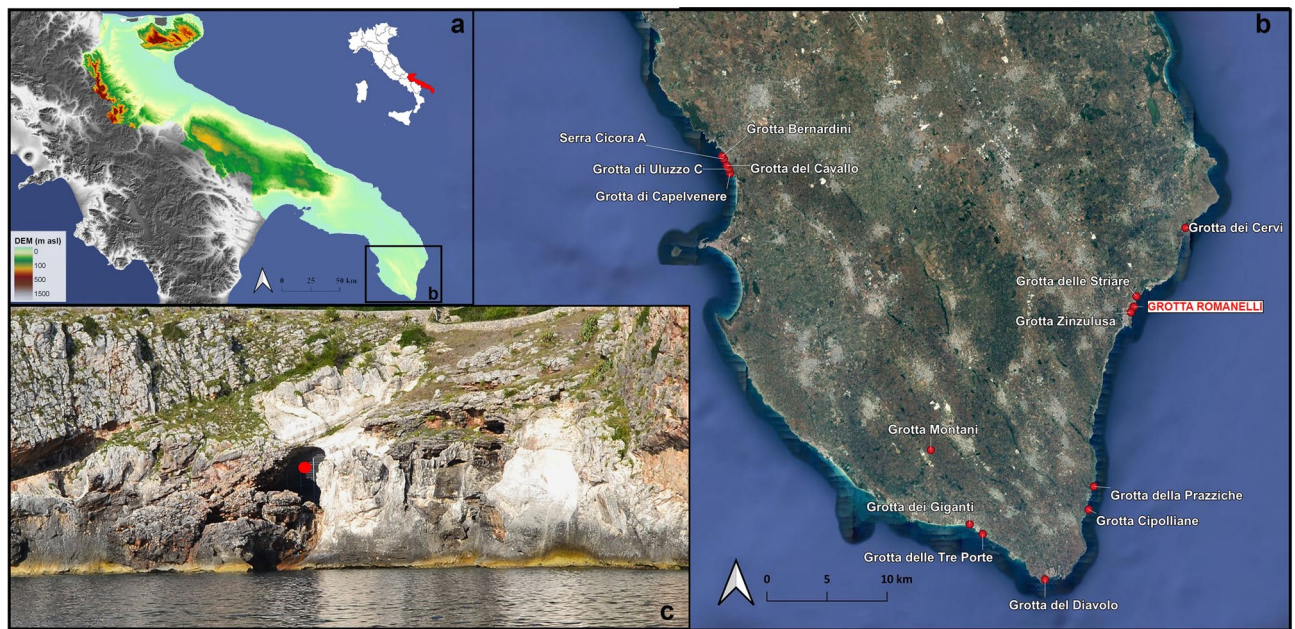 a
DEM (m asl)
0
100
500
1500
0 25 50 km
b
b
Grotta Bernardini
Serra Cicora A
Grotta di Uluzzo C
Grotta del Cavallo
Grotta di Capelvenere
Grotta dei Cervi
Grotta delle Striare
GROTTA ROMANELLI
Grotta Zinzulusa
Grotta Montani
Grotta della Prazziche
Grotta dei Giganti
Grotta Cipolliane
Grotta delle Tre Porte
0 5 10 km
Grotta del Diavolo
c